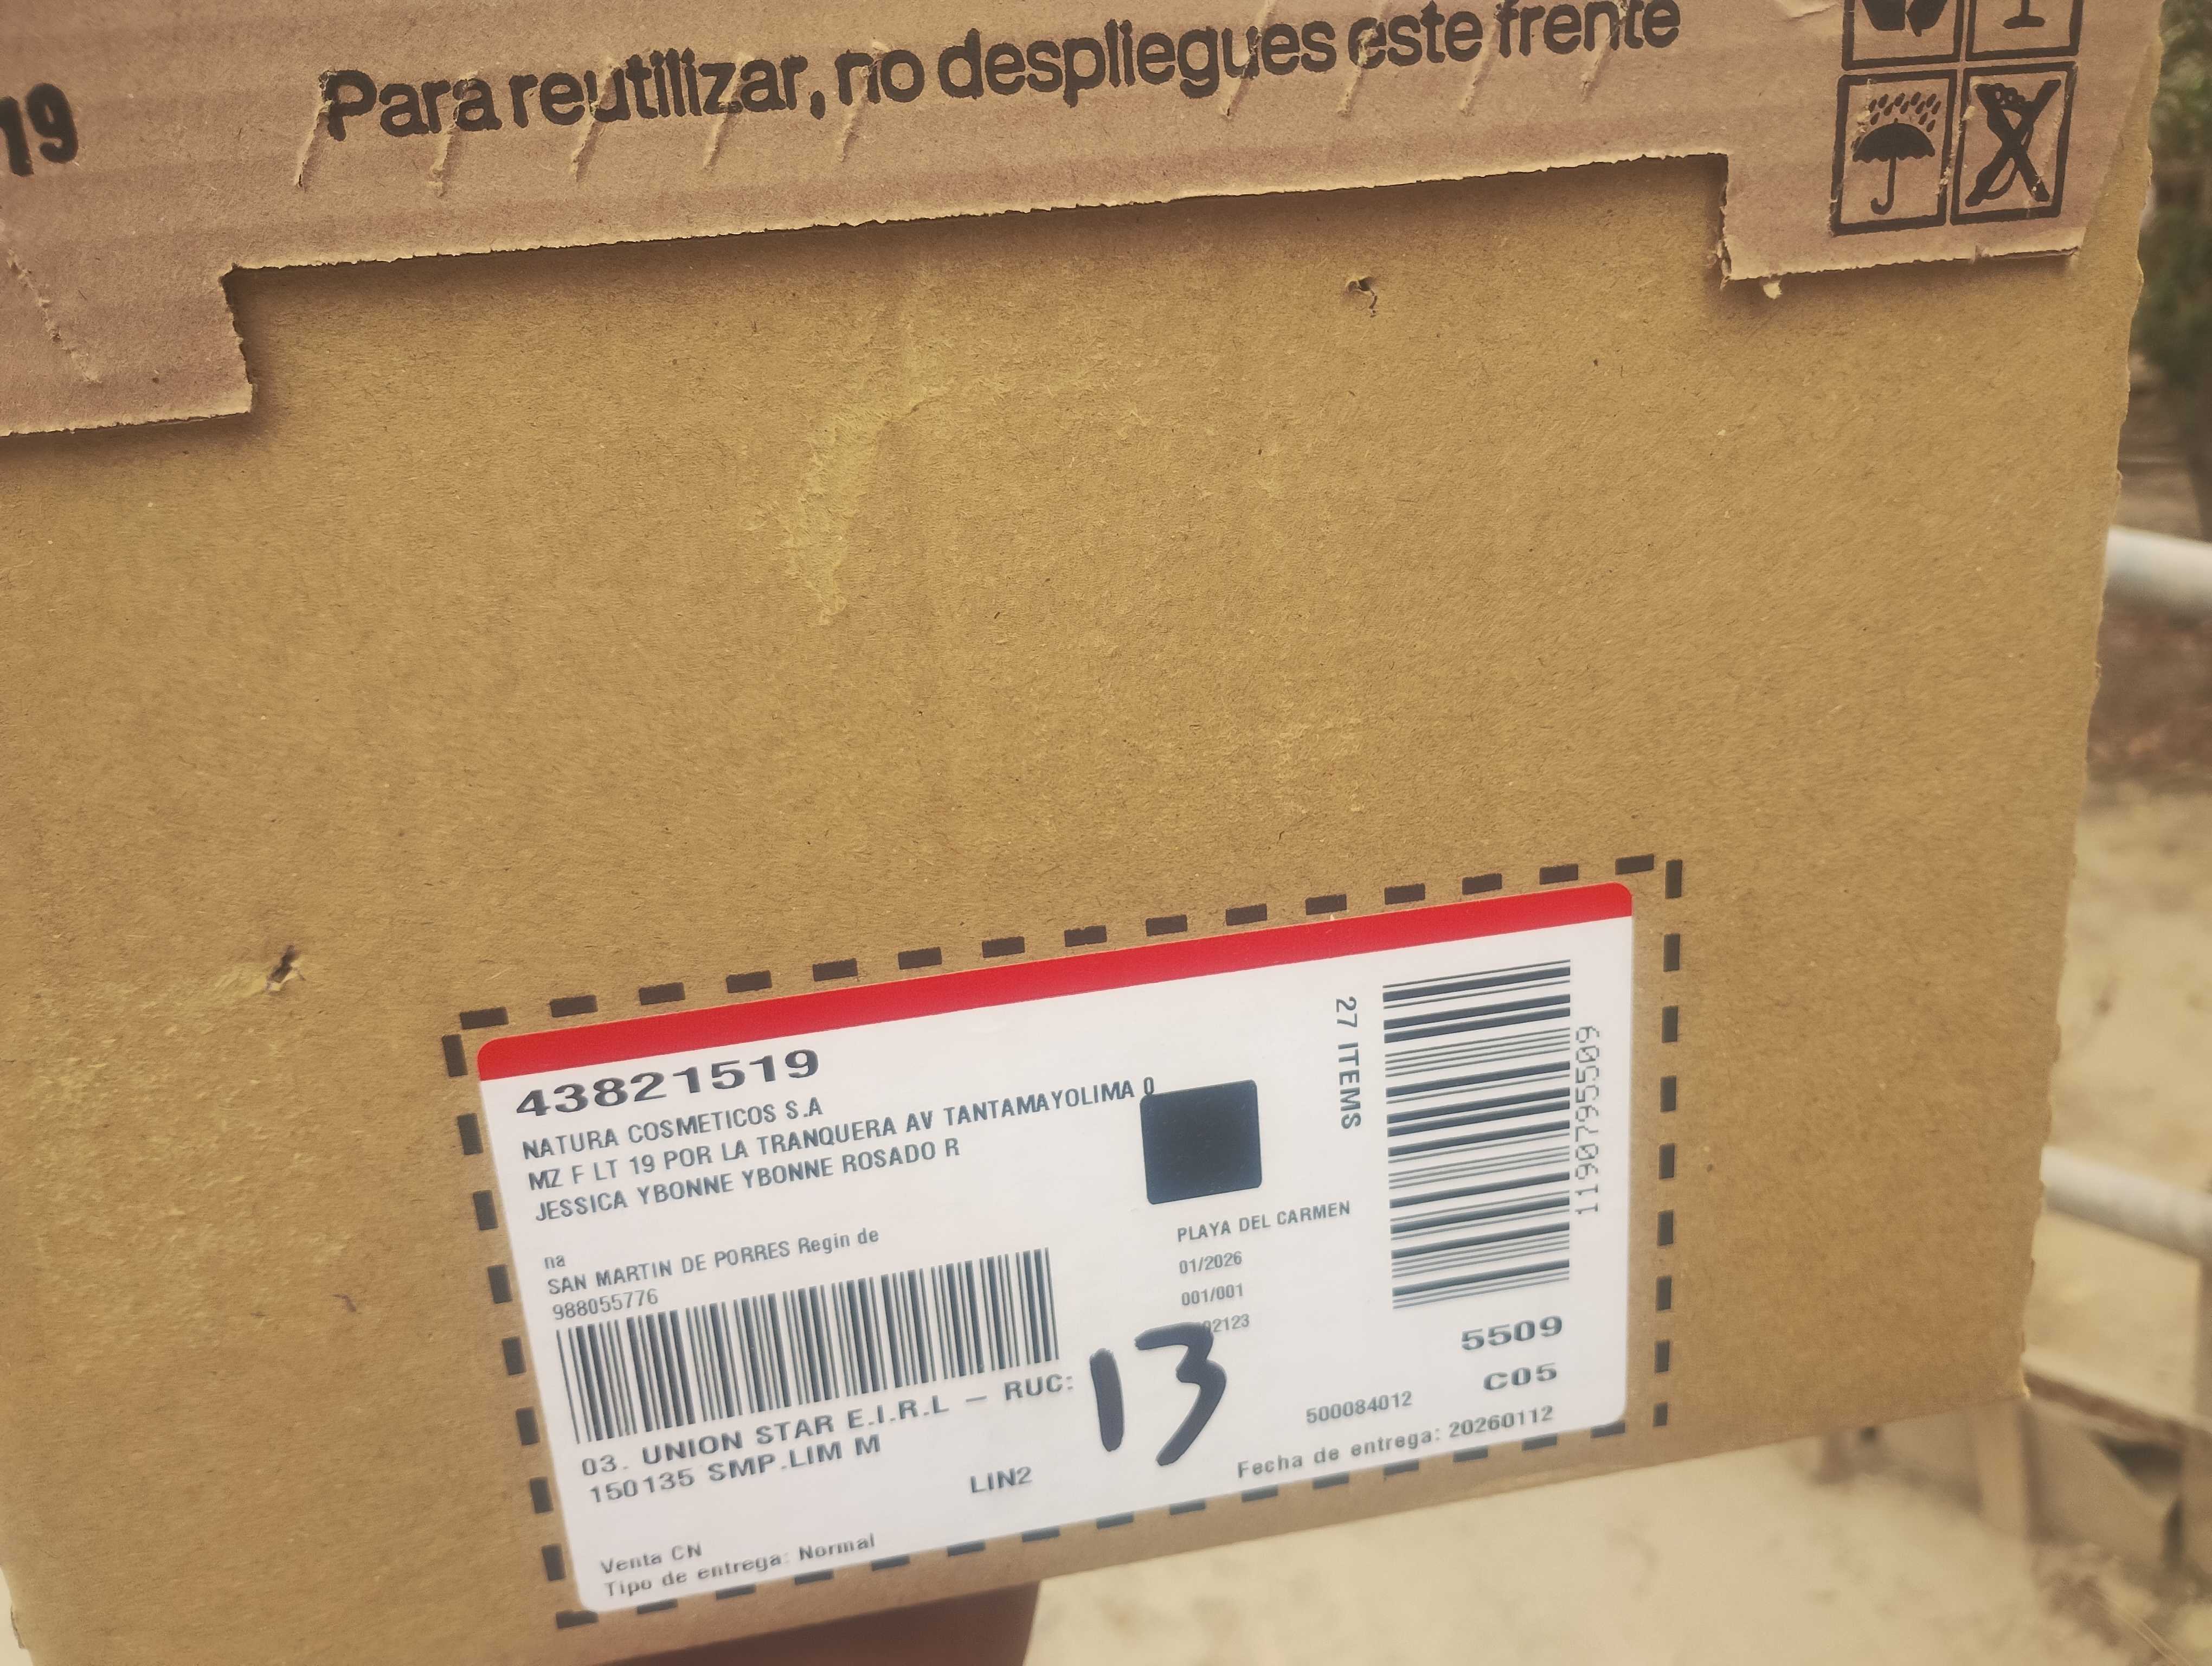 19
Para reutilizar, no despliegues este frente
43821519
NATURA COSMETICOS S.A
MZ F LT 19 POR LA TRANQUERA AV TANTAMAYOLIMA 0
JESSICA YBONNE YBONNE ROSADO R
na
SAN MARTIN DE PORRES Regin de
988055776
03. UNION STAR E.I.R.L - RUC:
150135 SMP.LIM M
LIN2
Venta CN
Tipo de entrega: Normal
PLAYA DEL CARMEN
01/2026
001/001
2123
13
27 ITEMS
11907955509
5509
C05
500084012
Fecha de entrega: 20260112